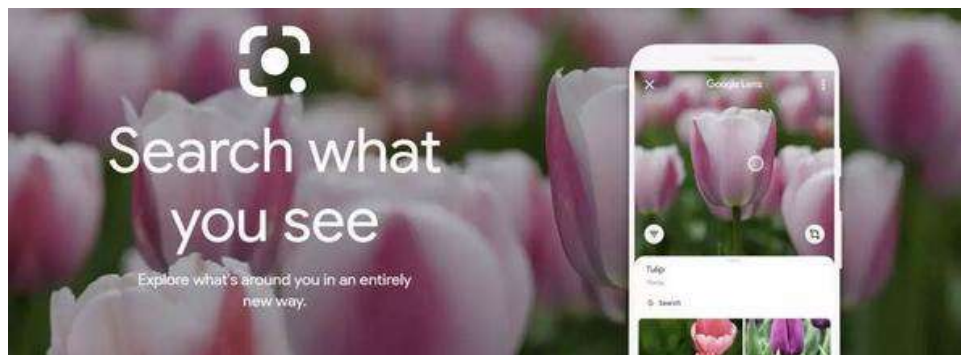 Search what
you see
Explore what's around you in an entirely
new way.
Google Lens
Tulip
Search